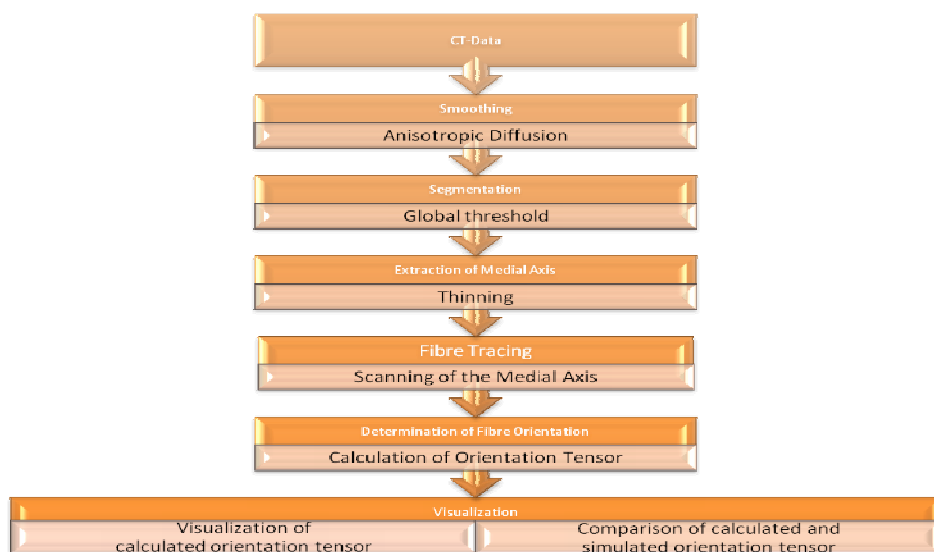 CT-Data
Smoothing
Anisotropic Diffusion
Segmentation
Global threshold
Extraction of Medial Axis
Thinning
Fibre Tracing
Scanning of the Medial Axis
Determination of Fibre Orientation
Calculation of Orientation Tensor
Visualization
Visualization of
calculated orientation tensor
Comparison of calculated and
simulated orientation tensor